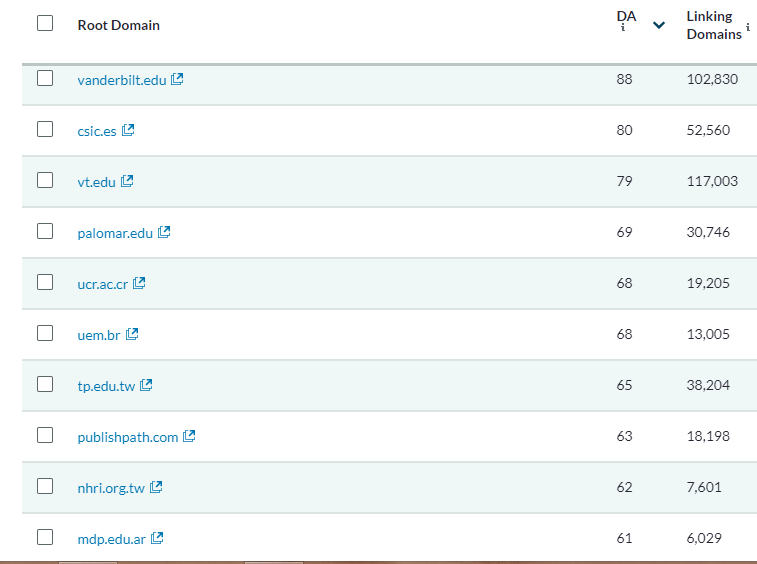 Root Domain DA i Linking Domains i
vanderbilt.edu 88 102,830
csic.es 80 52,560
vt.edu 79 117,003
palomar.edu 69 30,746
ucr.ac.cr 68 19,205
uem.br 68 13,005
tp.edu.tw 65 38,204
publishpath.com 63 18,198
nhri.org.tw 62 7,601
mdp.edu.ar 61 6,029